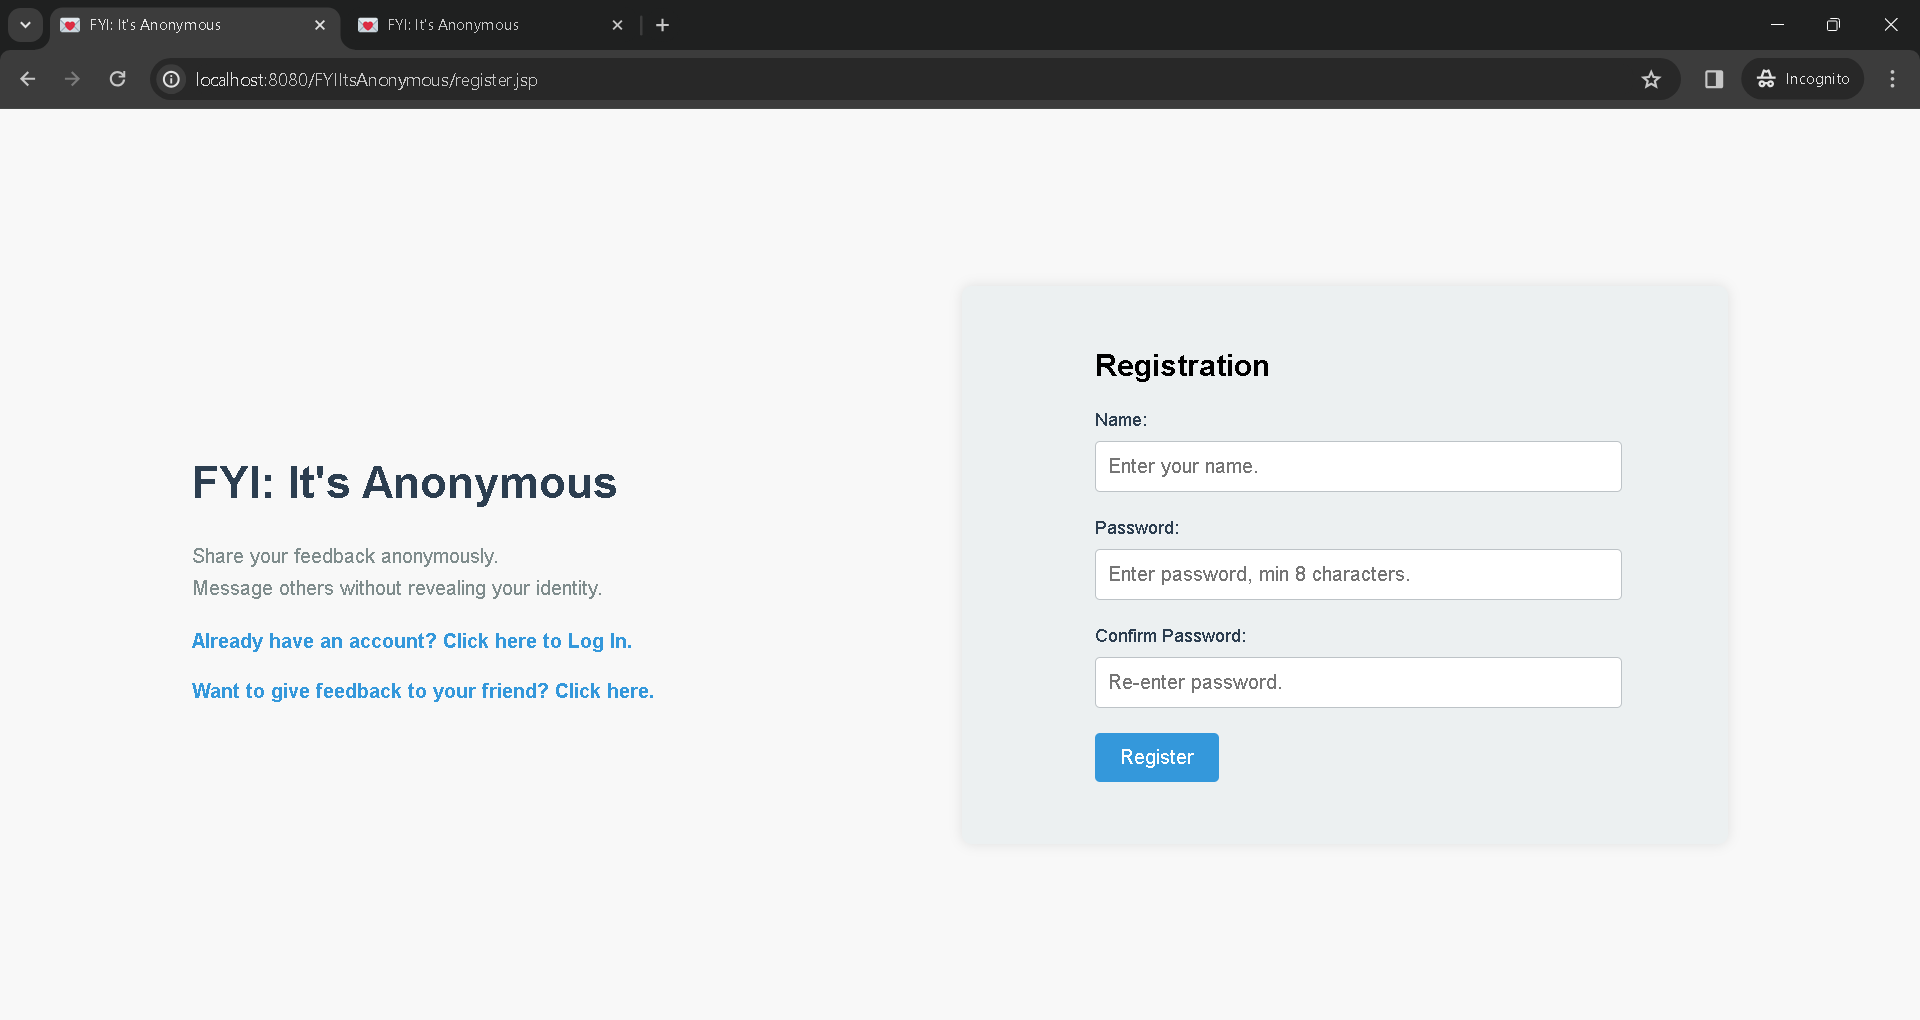 FYI: It's Anonymous
FYI: It's Anonymous
localhost:8080/FYIItsAnonymous/register.jsp
Incognito
FYI: It's Anonymous
Share your feedback anonymously.
Message others without revealing your identity.
Already have an account? Click here to Log In.
Want to give feedback to your friend? Click here.
Registration
Name:
Enter your name.
Password:
Enter password, min 8 characters.
Confirm Password:
Re-enter password.
Register